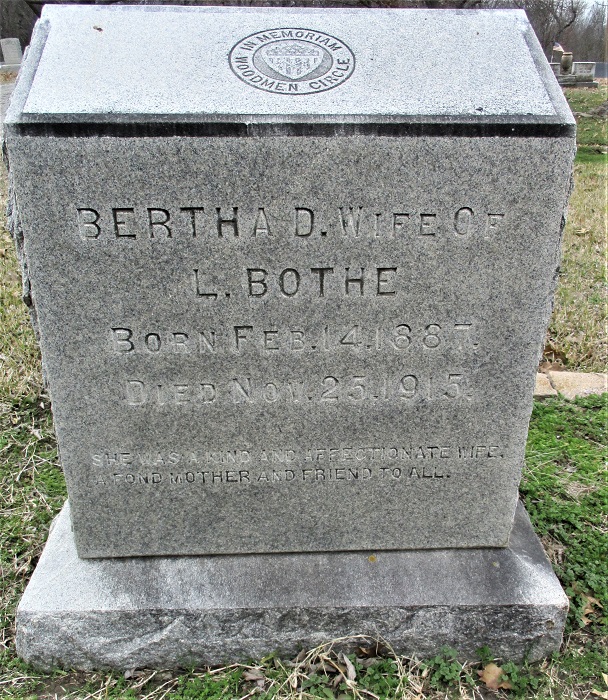 IN MEMORIAM
WOODMEN CIRCLE
BERTHA D. WIFE OF
L. BOTHE
BORN FEB. 14. 1887.
DIED NOV. 25. 1915.
SHE WAS A KIND AND AFFECTIONATE WIFE,
A FOND MOTHER AND FRIEND TO ALL.